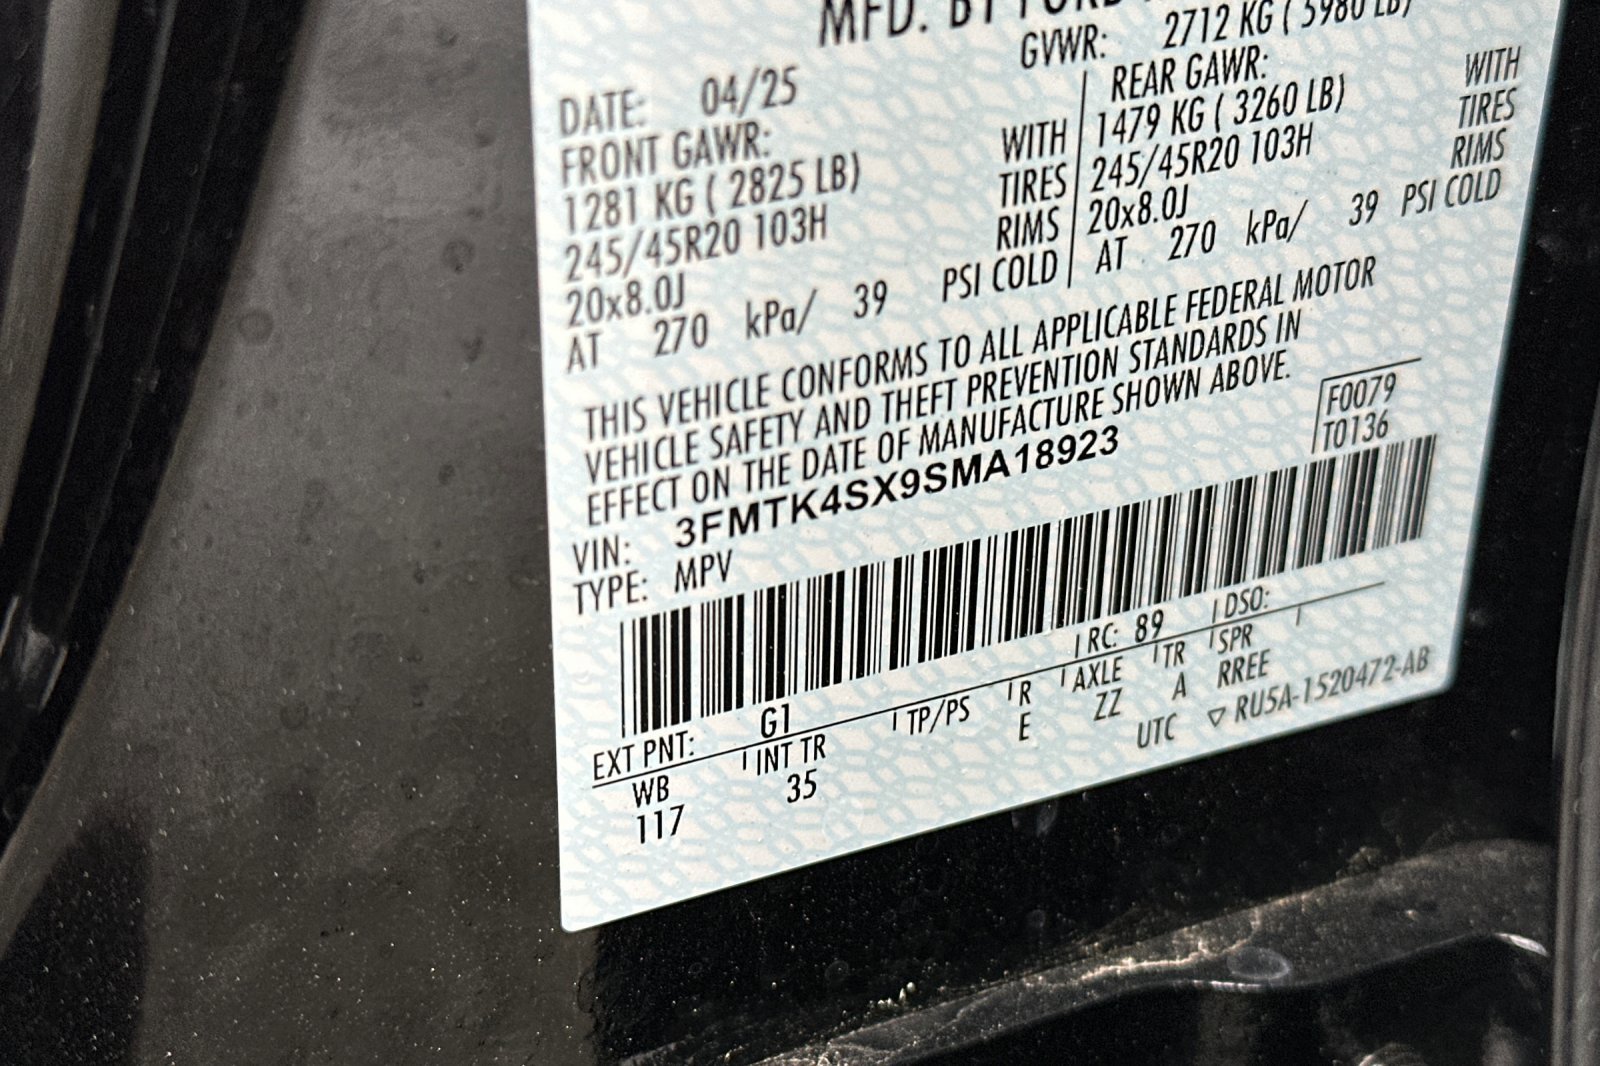 MFD. BY FORD
GVWR: 2712 KG ( 5980 LB)
DATE: 04/25
FRONT GAWR: REAR GAWR:
1281 KG ( 2825 LB) WITH 1479 KG ( 3260 LB) WITH
245/45R20 103H TIRES 245/45R20 103H TIRES
20x8.0J RIMS 20x8.0J RIMS
AT 270 kPa/ 39 PSI COLD AT 270 kPa/ 39 PSI COLD
THIS VEHICLE CONFORMS TO ALL APPLICABLE FEDERAL MOTOR
VEHICLE SAFETY AND THEFT PREVENTION STANDARDS IN
EFFECT ON THE DATE OF MANUFACTURE SHOWN ABOVE.
F0079
T0136
VIN: 3FMTK4SX9SMA18923
TYPE: MPV
EXT PNT: G1 RC: 89 DSO:
WB INT TR TP/PS R AXLE TR SPR
117 35 E ZZ A RREE
UTC ▽ RU5A-1520472-AB